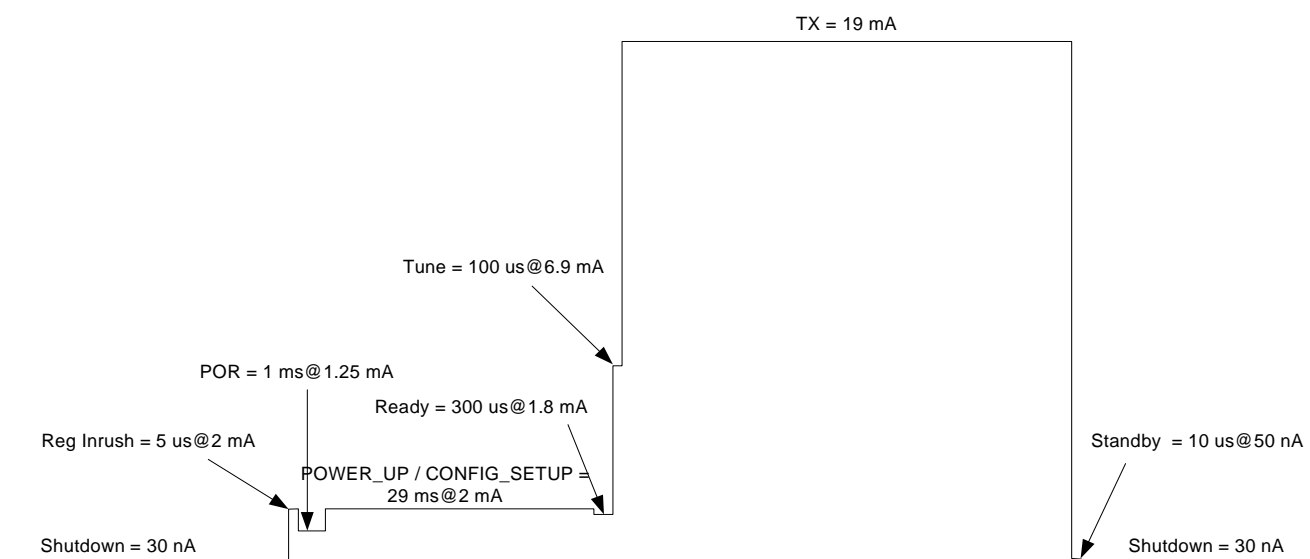 TX = 19 mA
Tune = 100 us@6.9 mA
POR = 1 ms@1.25 mA
Ready = 300 us@1.8 mA
Reg Inrush = 5 us@2 mA
Standby = 10 us@50 nA
POWER_UP / CONFIG_SETUP =
29 ms@2 mA
Shutdown = 30 nA
Shutdown = 30 nA